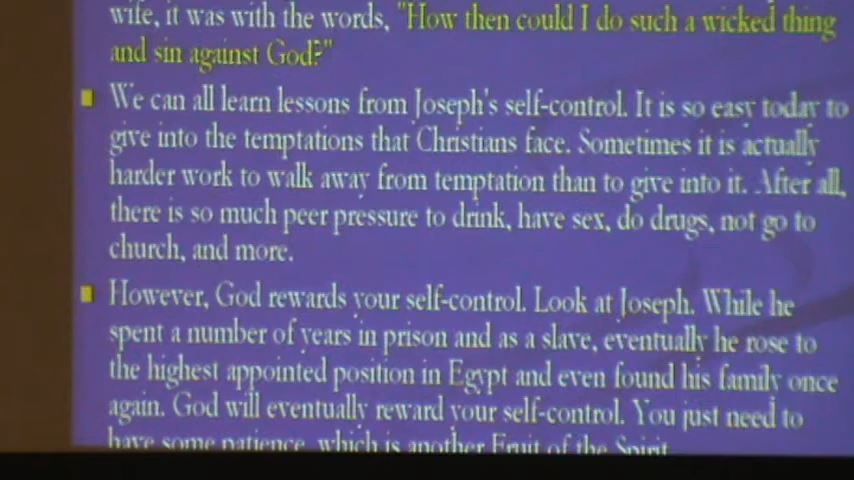 wife, it was with the words, "How then could I do such a wicked thing
and sin against God?"
We can all learn lessons from Joseph's self-control. It is so easy today to
give into the temptations that Christians face. Sometimes it is actually
harder work to walk away from temptation than to give into it. After all,
there is so much peer pressure to drink, have sex, do drugs, not go to
church, and more.
However, God rewards your self-control. Look at Joseph. While he
spent a number of years in prison and as a slave, eventually he rose to
the highest appointed position in Egypt and even found his family once
again. God will eventually reward your self-control. You just need to
have some patience, which is another Fruit of the Spirit.